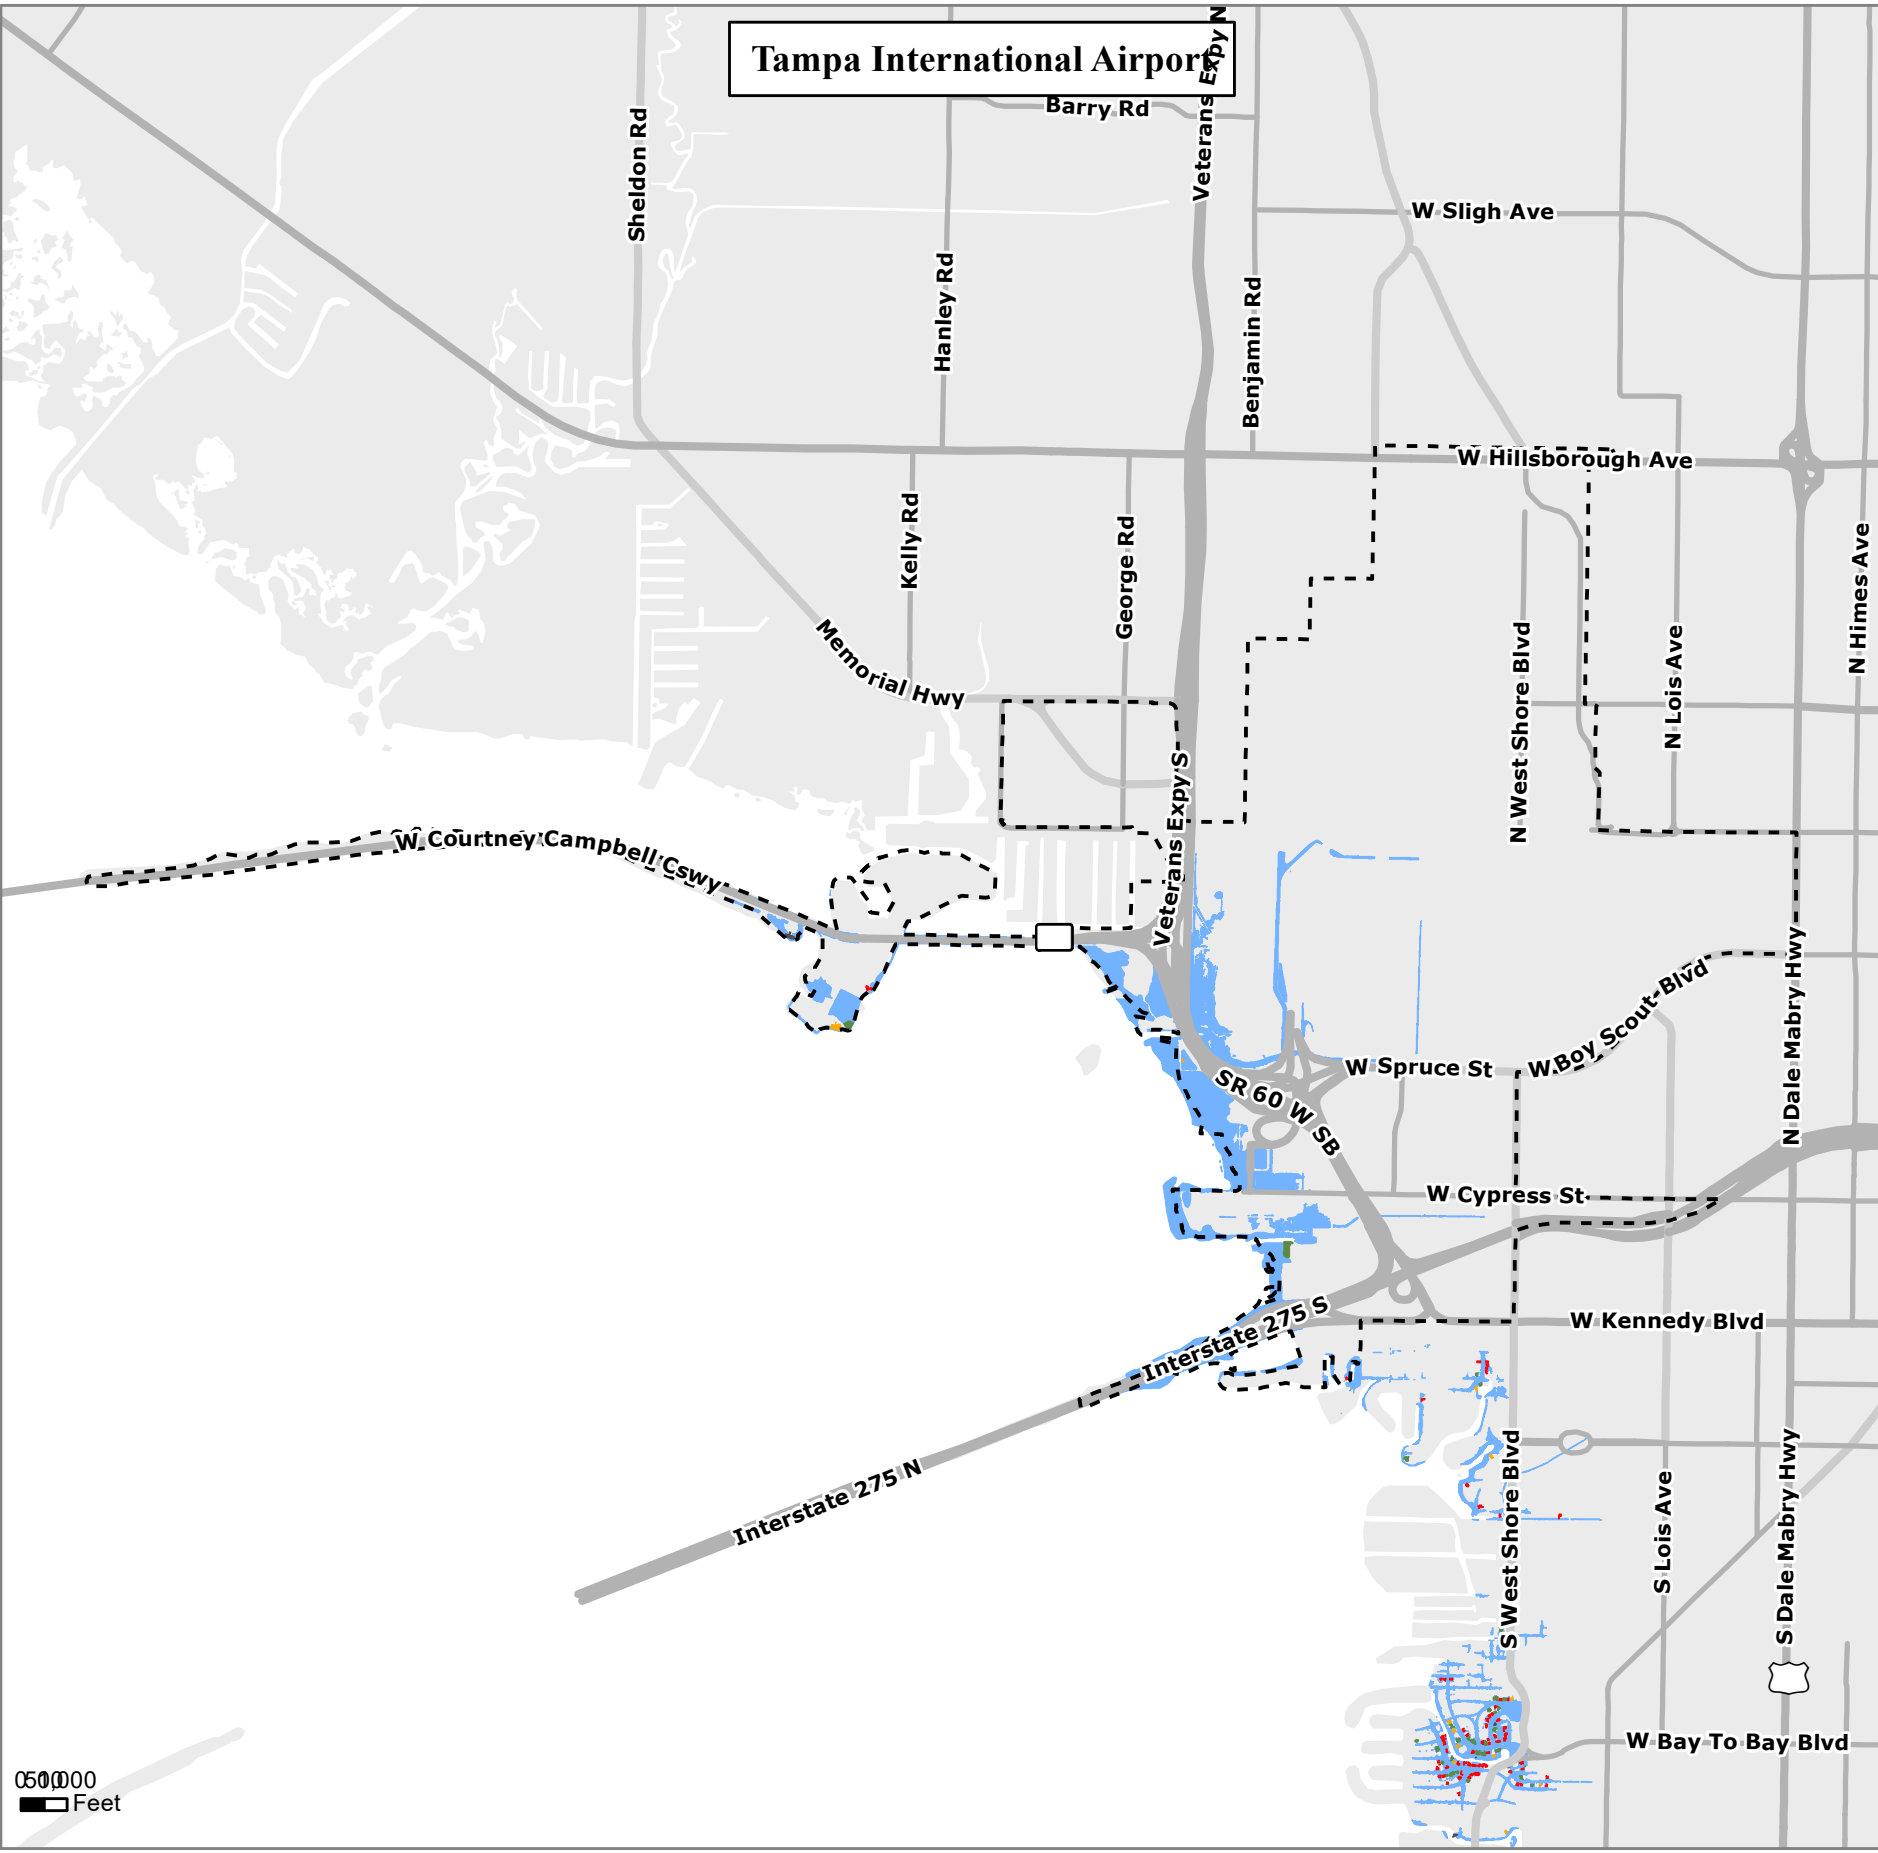 Tampa International Airport
Veterans Expy N
Barry Rd
Sheldon Rd
W Sligh Ave
Hanley Rd
Benjamin Rd
W Hillsborough Ave
Kelly Rd
George Rd
N Himes Ave
Memorial Hwy
N West Shore Blvd
N Lois Ave
Veterans Expy S
W Courtney Campbell Cswy
W Boy Scout Blvd
N Dale Mabry Hwy
W Spruce St
SR 60 W SB
W Cypress St
Interstate 275 S
W Kennedy Blvd
Interstate 275 N
S West Shore Blvd
S Lois Ave
S Dale Mabry Hwy
W Bay To Bay Blvd
Feet